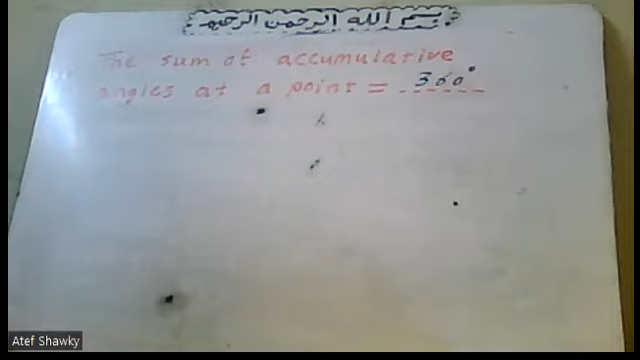 بسم الله الرحمن الرحيم
The sum of accumulative
angles at a point = 360°
Atef Shawky